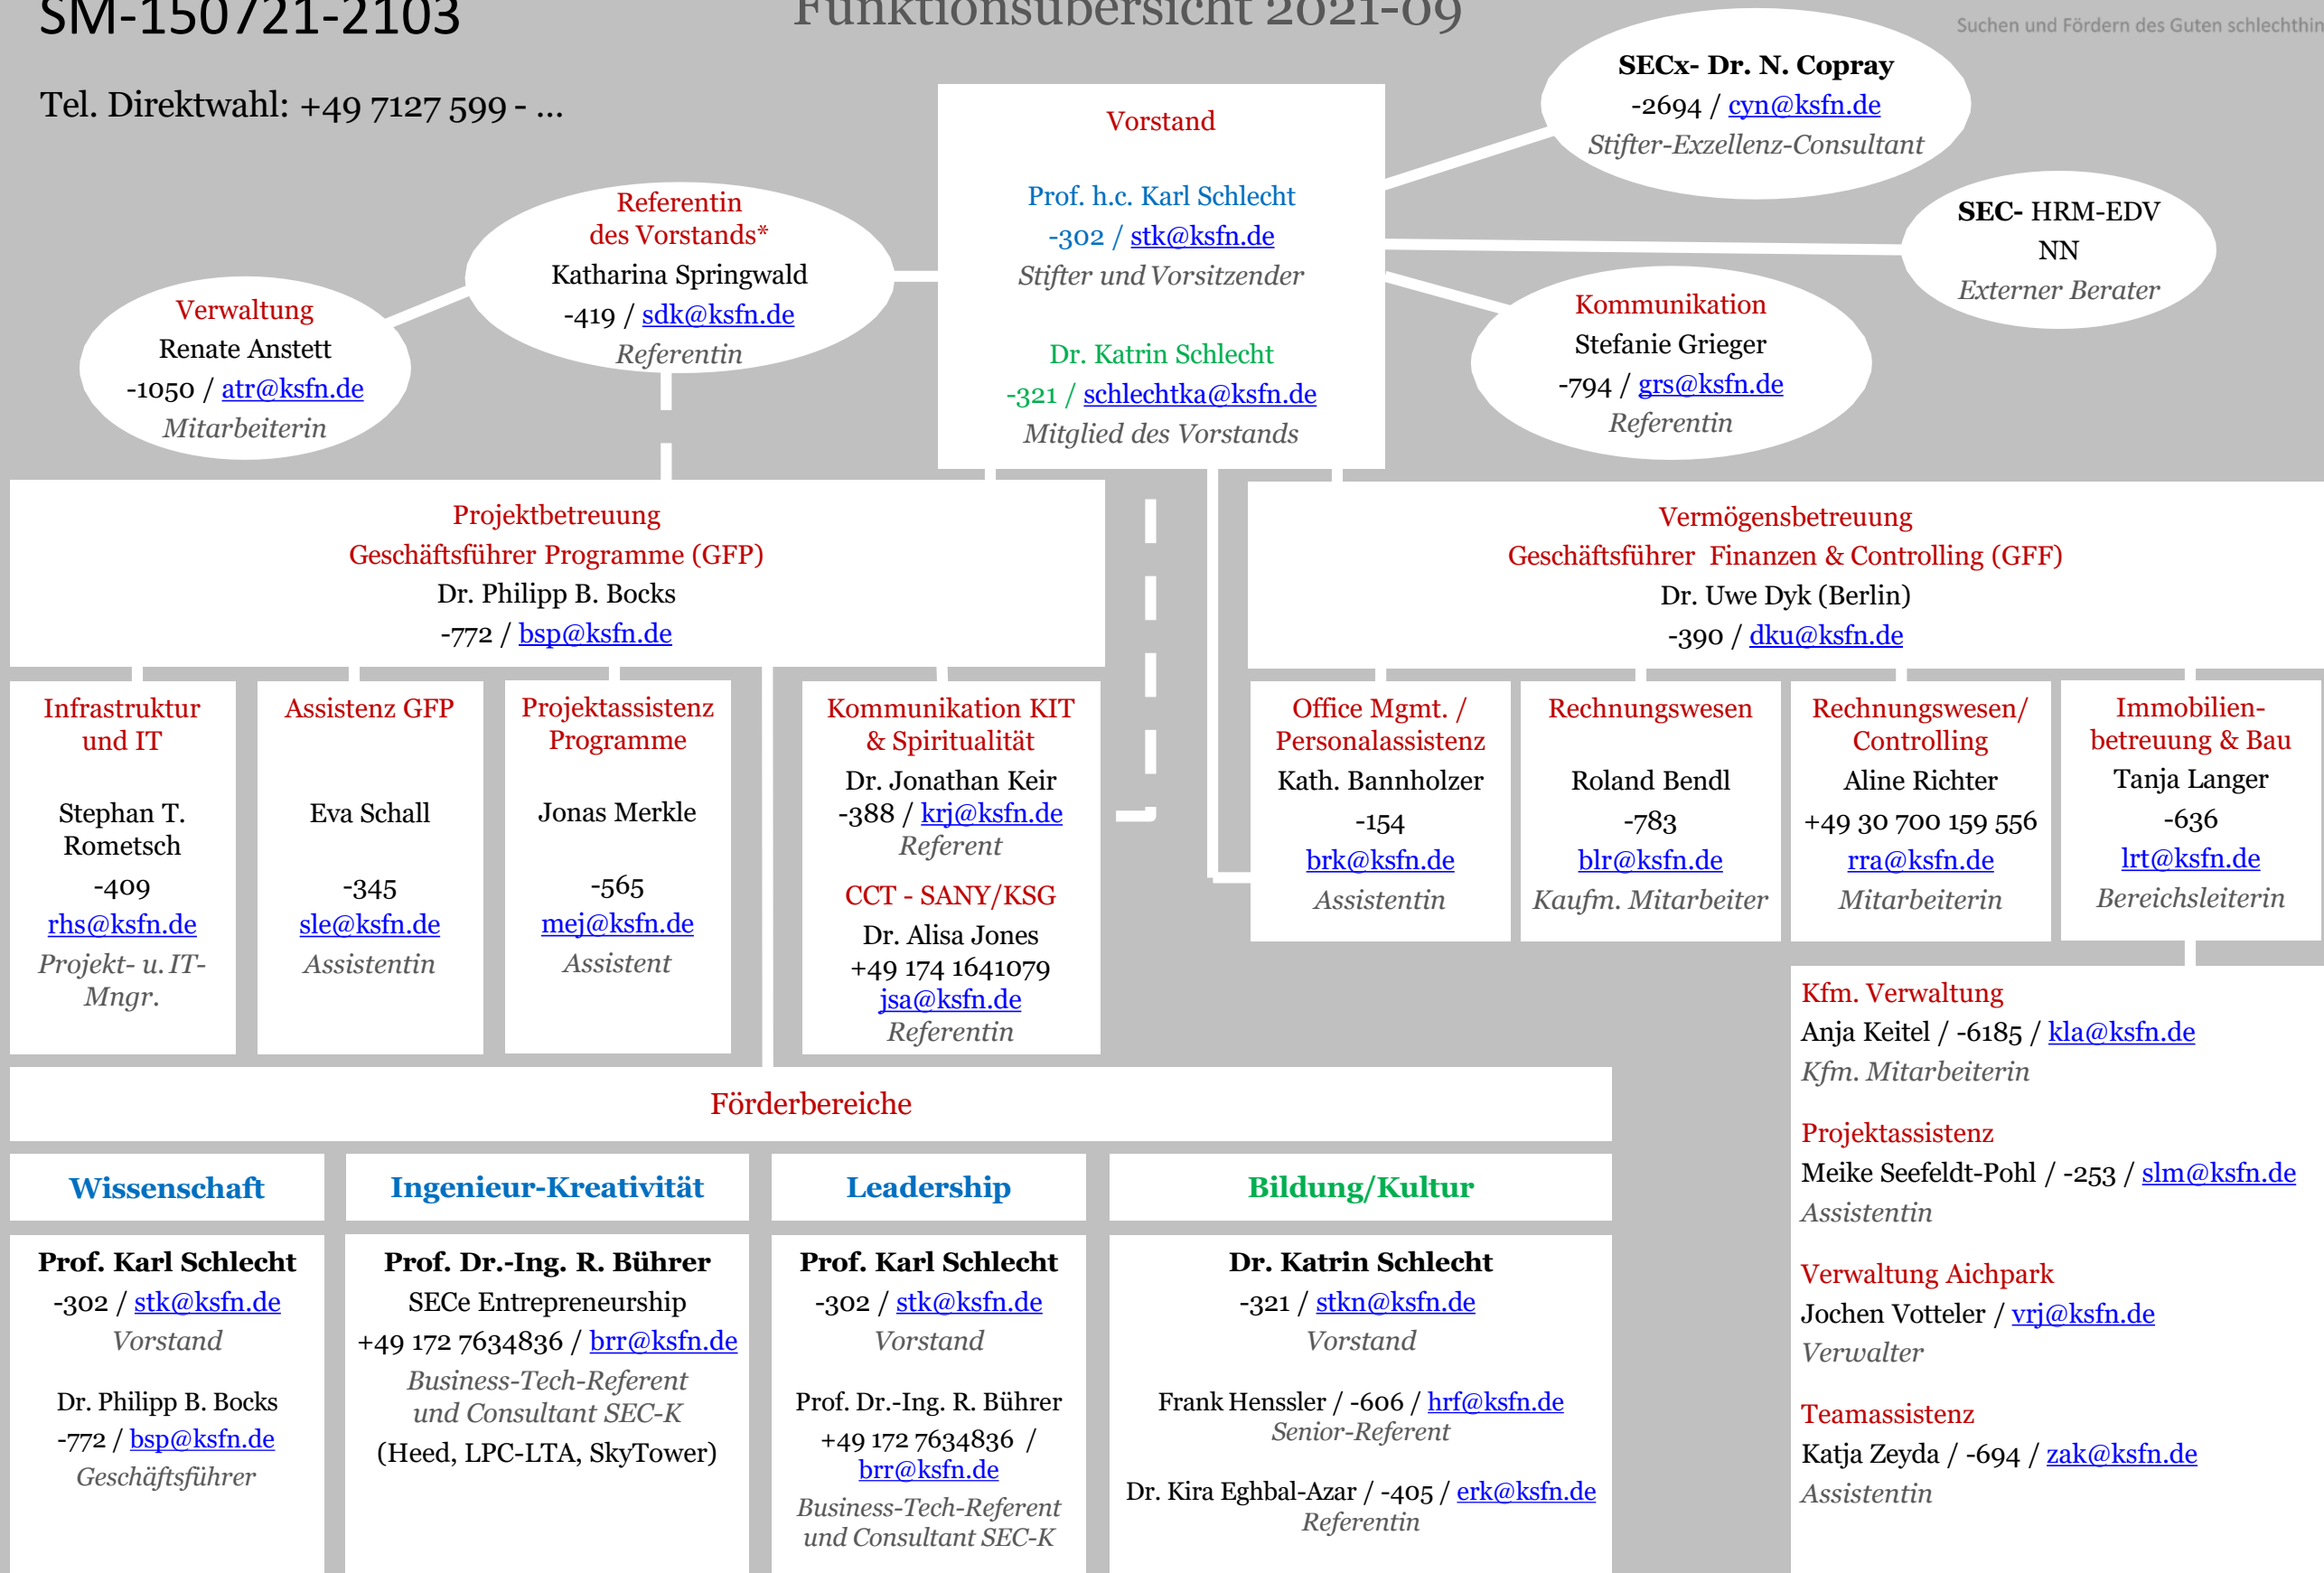 SM-150721-2103
Funktionsübersicht 2021-09
Suchen und Fördern des Guten schlechthin
Tel. Direktwahl: +49 7127 599 - ...
SECx- Dr. N. Copray
-2694 / cyn@ksfn.de
Stifter-Exzellenz-Consultant
Vorstand
Prof. h.c. Karl Schlecht
-302 / stk@ksfn.de
Stifter und Vorsitzender
Dr. Katrin Schlecht
-321 / schlechtka@ksfn.de
Mitglied des Vorstands
SEC- HRM-EDV
NN
Externer Berater
Referentin
des Vorstands*
Katharina Springwald
-419 / sdk@ksfn.de
Referentin
Verwaltung
Renate Anstett
-1050 / atr@ksfn.de
Mitarbeiterin
Kommunikation
Stefanie Grieger
-794 / grs@ksfn.de
Referentin
Projektbetreuung
Geschäftsführer Programme (GFP)
Dr. Philipp B. Bocks
-772 / bsp@ksfn.de
Vermögensbetreuung
Geschäftsführer Finanzen & Controlling (GFF)
Dr. Uwe Dyk (Berlin)
-390 / dku@ksfn.de
Infrastruktur
und IT
Stephan T.
Rometsch
-409
rhs@ksfn.de
Projekt- u. IT-
Mngr.
Assistenz GFP
Eva Schall
-345
sle@ksfn.de
Assistentin
Projektassistenz
Programme
Jonas Merkle
-565
mej@ksfn.de
Assistent
Kommunikation KIT
& Spiritualität
Dr. Jonathan Keir
-388 / krj@ksfn.de
Referent
CCT - SANY/KSG
Dr. Alisa Jones
+49 174 1641079
jsa@ksfn.de
Referentin
Office Mgmt. /
Personalassistenz
Kath. Bannholzer
-154
brk@ksfn.de
Assistentin
Rechnungswesen
Roland Bendl
-783
blr@ksfn.de
Kaufm. Mitarbeiter
Rechnungswesen/
Controlling
Aline Richter
+49 30 700 159 556
rra@ksfn.de
Mitarbeiterin
Immobilien-
betreuung & Bau
Tanja Langer
-636
lrt@ksfn.de
Bereichsleiterin
Kfm. Verwaltung
Anja Keitel / -6185 / kla@ksfn.de
Kfm. Mitarbeiterin
Projektassistenz
Meike Seefeldt-Pohl / -253 / slm@ksfn.de
Assistentin
Verwaltung Aichpark
Jochen Votteler / vrj@ksfn.de
Verwalter
Teamassistenz
Katja Zeyda / -694 / zak@ksfn.de
Assistentin
Förderbereiche
Wissenschaft
Prof. Karl Schlecht
-302 / stk@ksfn.de
Vorstand
Dr. Philipp B. Bocks
-772 / bsp@ksfn.de
Geschäftsführer
Ingenieur-Kreativität
Prof. Dr.-Ing. R. Bührer
SECe Entrepreneurship
+49 172 7634836 / brr@ksfn.de
Business-Tech-Referent
und Consultant SEC-K
(Heed, LPC-LTA, SkyTower)
Leadership
Prof. Karl Schlecht
-302 / stk@ksfn.de
Vorstand
Prof. Dr.-Ing. R. Bührer
+49 172 7634836 /
brr@ksfn.de
Business-Tech-Referent
und Consultant SEC-K
Bildung/Kultur
Dr. Katrin Schlecht
-321 / stkn@ksfn.de
Vorstand
Frank Henssler / -606 / hrf@ksfn.de
Senior-Referent
Dr. Kira Eghbal-Azar / -405 / erk@ksfn.de
Referentin